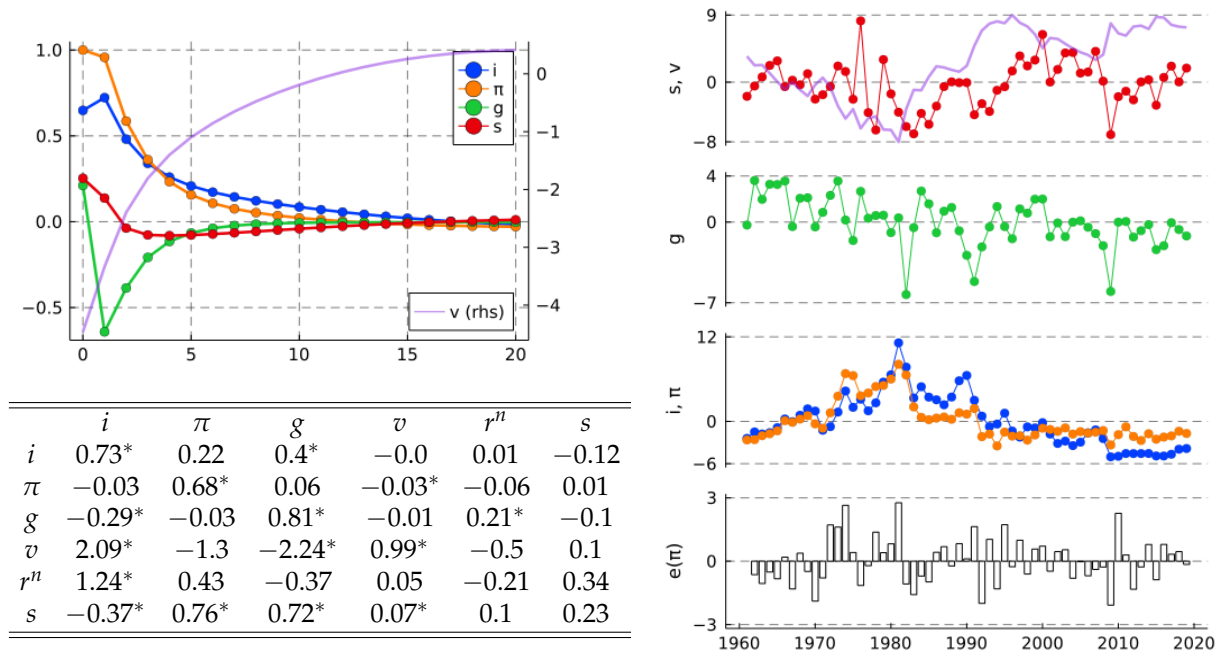 1.0
0.5
0.0
−0.5
0
−1
−2
−3
−4
i
π
g
s
v (rhs)
0 5 10 15 20
i π g v rⁿ s
i 0.73* 0.22 0.4* −0.0 0.01 −0.12
π −0.03 0.68* 0.06 −0.03* −0.06 0.01
g −0.29* −0.03 0.81* −0.01 0.21* −0.1
v 2.09* −1.3 −2.24* 0.99* −0.5 0.1
rⁿ 1.24* 0.43 −0.37 0.05 −0.21 0.34
s −0.37* 0.76* 0.72* 0.07* 0.1 0.23
s, v
9
0
−8
g
4
0
−7
i, π
12
0
−6
e(π)
3
0
−3
1960 1970 1980 1990 2000 2010 2020